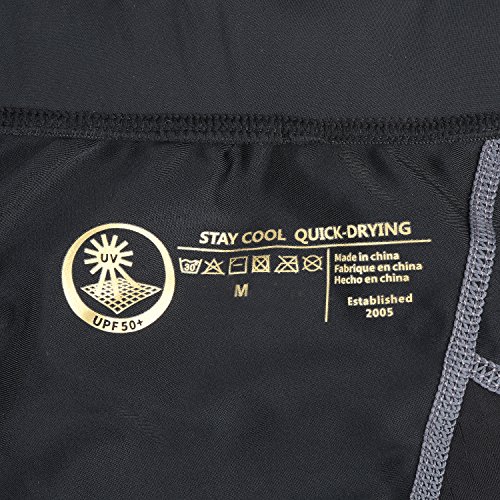 UV
UPF 50+
STAY COOL QUICK-DRYING
30°
M
Made in china
Fabrique en china
Hecho en china
Established
2005